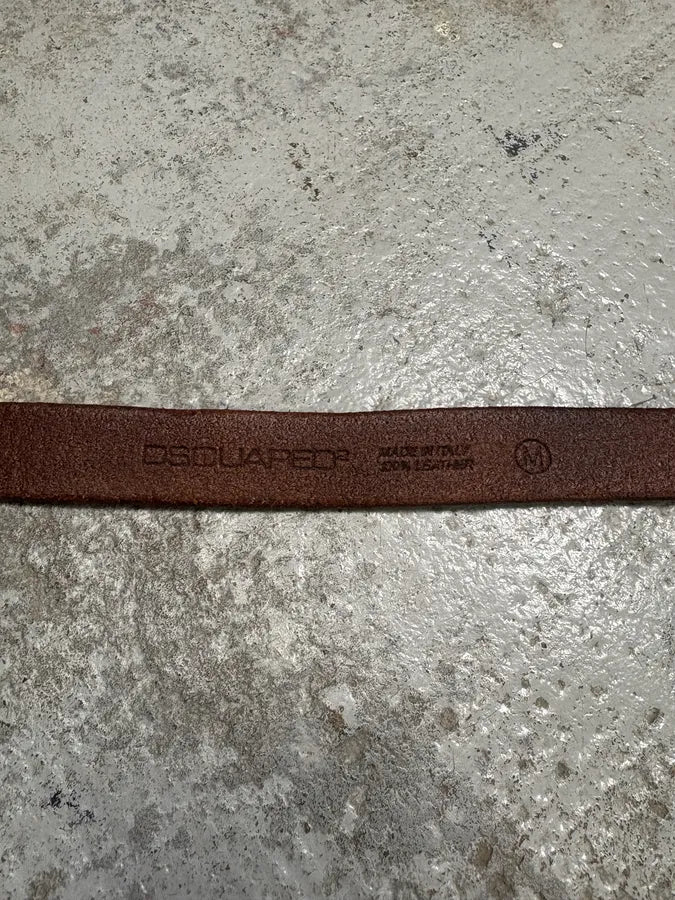 DSQUARED²
MADE IN ITALY
100% LEATHER
M